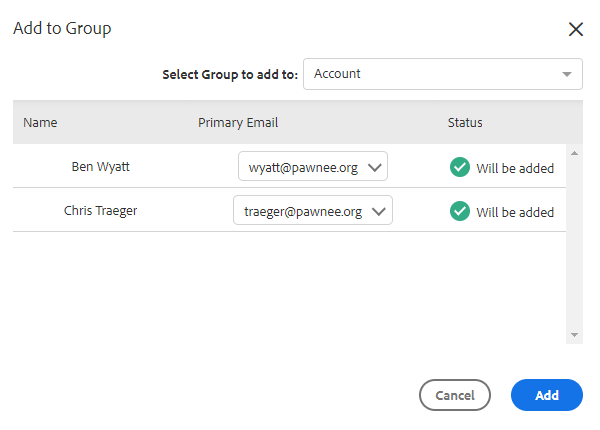 Add to Group
Select Group to add to: Account
Name Primary Email Status
Ben Wyatt wyatt@pawnee.org Will be added
Chris Traeger traeger@pawnee.org Will be added
Cancel Add